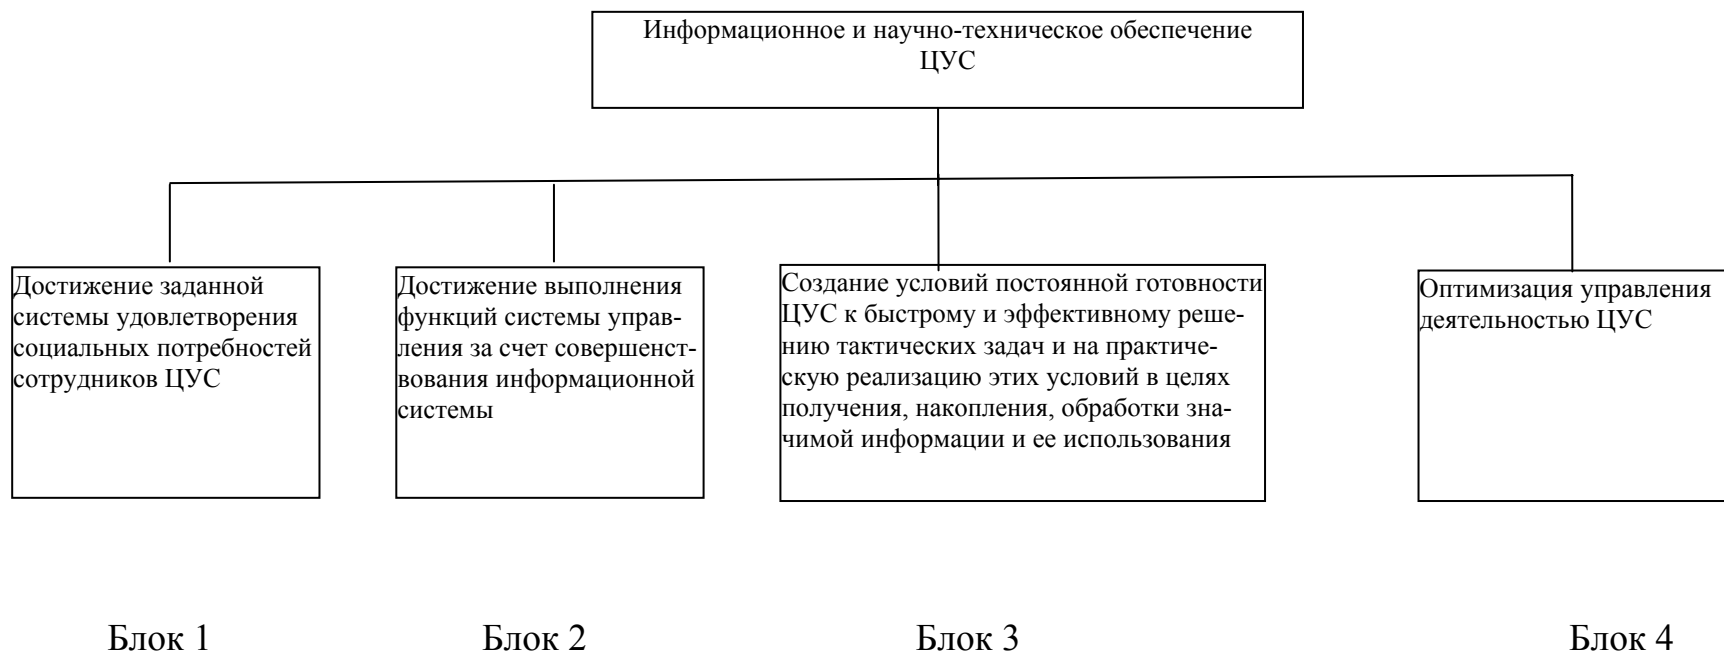 Информационное и научно-техническое обеспечение
ЦУС
Достижение заданной
системы удовлетворения
социальных потребностей
сотрудников ЦУС
Достижение выполнения
функций системы управ-
ления за счет совершенст-
вования информационной
системы
Создание условий постоянной готовности
ЦУС к быстрому и эффективному реше-
нию тактических задач и на практиче-
скую реализацию этих условий в целях
получения, накопления, обработки зна-
чимой информации и ее использования
Оптимизация управления
деятельностью ЦУС
Блок 1
Блок 2
Блок 3
Блок 4